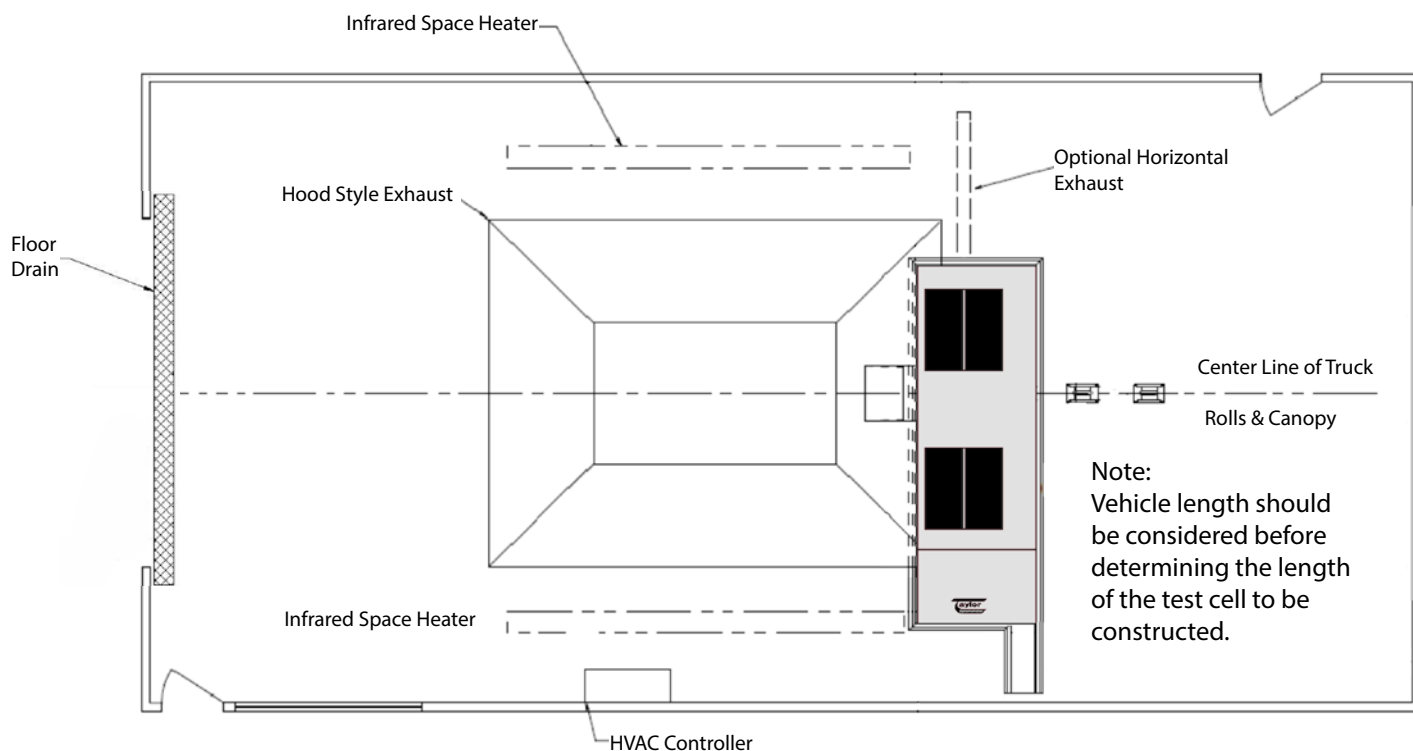 Infrared Space Heater
Optional Horizontal
Exhaust
Hood Style Exhaust
Floor
Drain
Center Line of Truck
Rolls & Canopy
Note:
Vehicle length should
be considered before
determining the length
of the test cell to be
constructed.
Taylor
Infrared Space Heater
HVAC Controller